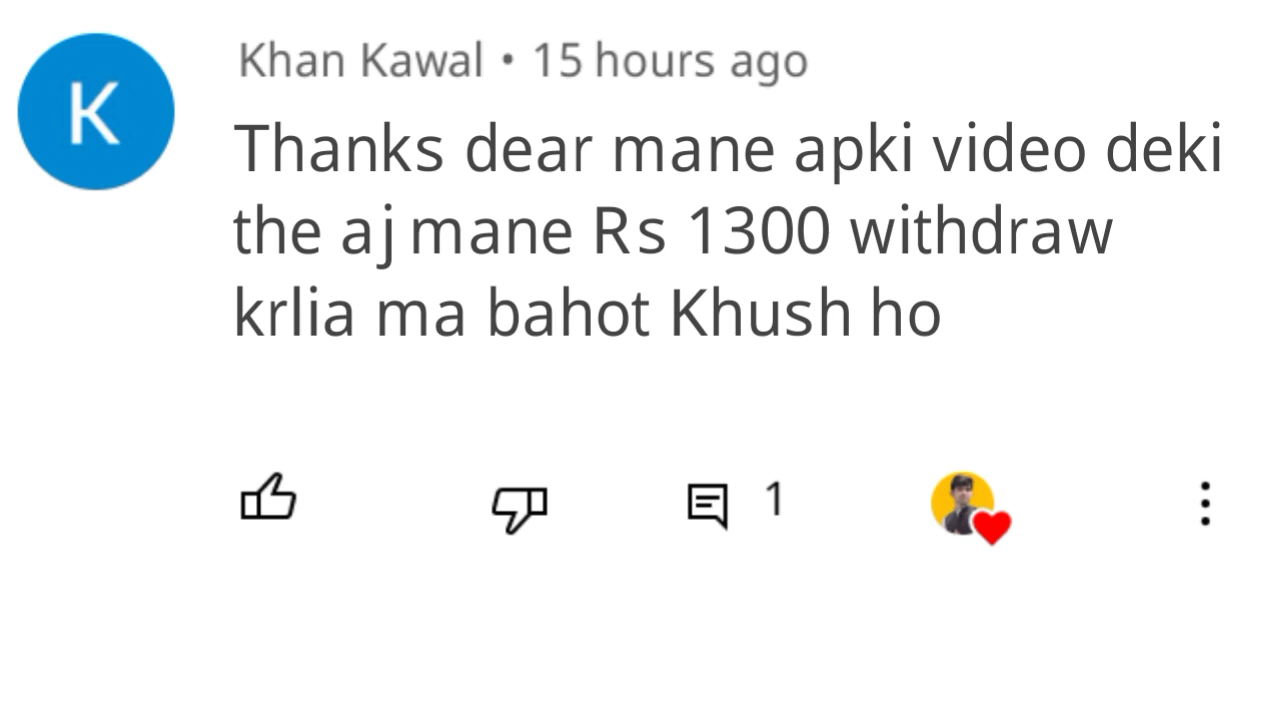 K
Khan Kawal • 15 hours ago
Thanks dear mane apki video deki
the aj mane Rs 1300 withdraw
krlia ma bahot Khush ho
1